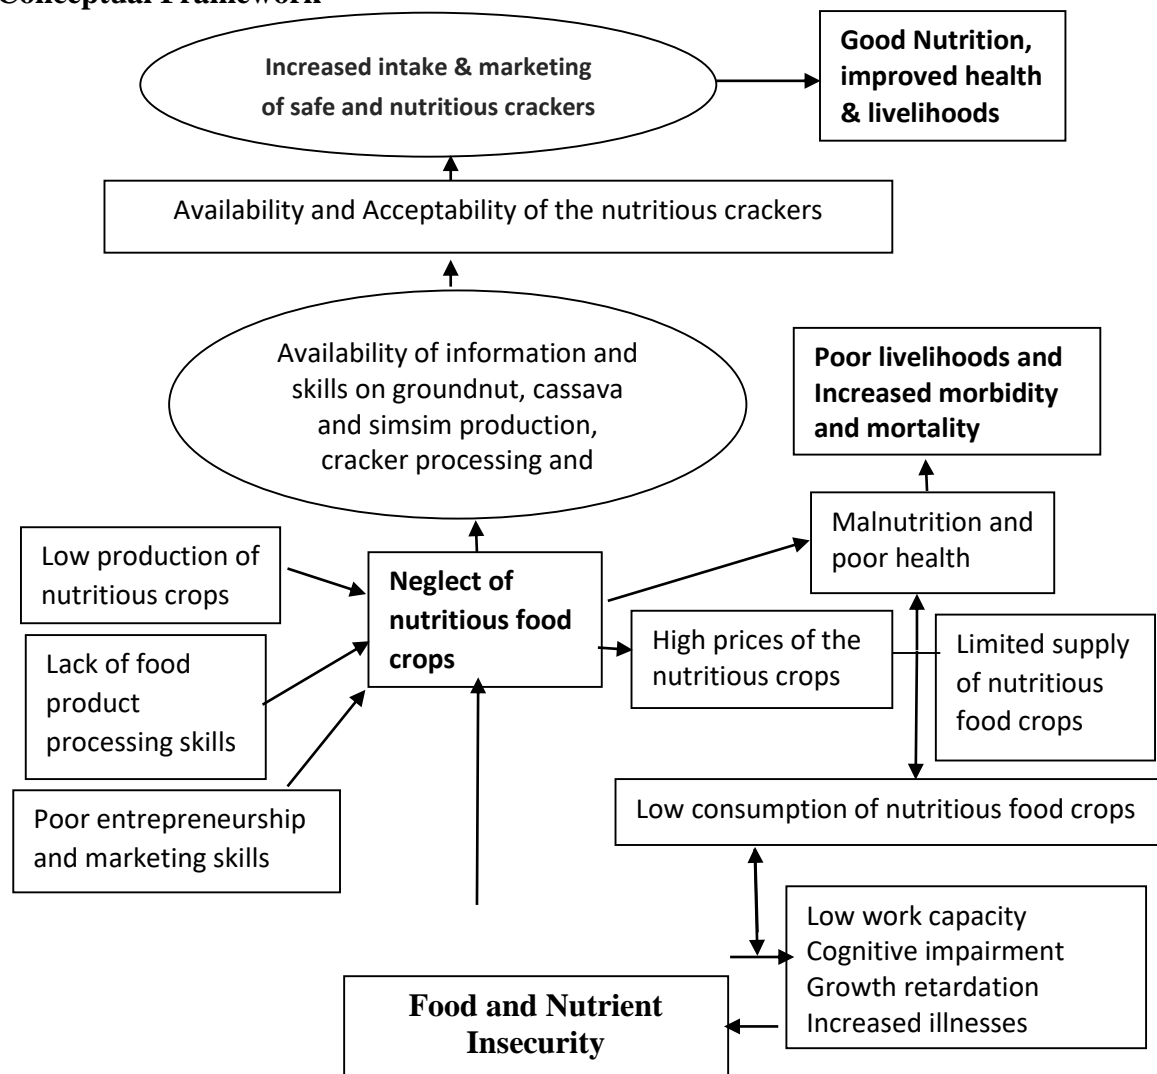 Conceptual Framework
Increased intake & marketing
of safe and nutritious crackers
Good Nutrition,
improved health
& livelihoods
Availability and Acceptability of the nutritious crackers
Availability of information and
skills on groundnut, cassava
and simsim production,
cracker processing and
Poor livelihoods and
Increased morbidity
and mortality
Malnutrition and
poor health
Low production of
nutritious crops
Neglect of
nutritious food
crops
High prices of the
nutritious crops
Limited supply
of nutritious
food crops
Lack of food
product
processing skills
Poor entrepreneurship
and marketing skills
Low consumption of nutritious food crops
Low work capacity
Cognitive impairment
Growth retardation
Increased illnesses
Food and Nutrient
Insecurity